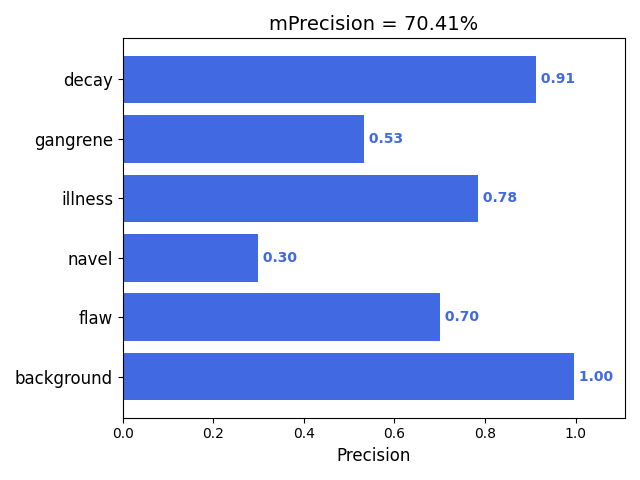 mPrecision = 70.41%
decay 0.91
gangrene 0.53
illness 0.78
navel 0.30
flaw 0.70
background 1.00
0.0 0.2 0.4 0.6 0.8 1.0
Precision